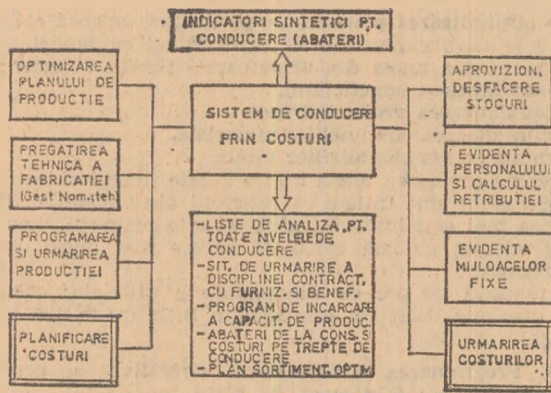 INDICATORI SINTETICI PT.
CONDUCERE (ABATERI)
OPTIMIZAREA
PLANULUI DE
PRODUCTIE
PREGATIREA
TEHNICA A
FABRICATIEI
(Gest Nom.teh)
PROGRAMAREA
SI URMARIREA
PRODUCTIEI
PLANIFICARE
COSTURI
SISTEM DE CONDUCERE
PRIN COSTURI
-LISTE DE ANALIZA PT.
TOATE NIVELELE DE
CONDUCERE
-SIT. DE URMARIRE A
DISCIPLINEI CONTRACT.
CU FURNIZ. SI BENEF.
-PROGRAM DE INCARCARE
A CAPACIT. DE PRODUC.
-ABATERI DE LA CONS. SI
COSTURI PE TREPTE DE
CONDUCERE
-PLAN SORTIMENT. OPTIM
APROVIZION.
DESFACERE
STOCURI
EVIDENTA
PERSONALULUI
SI CALCULUL
RETRIBUTIEI
EVIDENTA
MIJLOACELOR
FIXE
URMARIREA
COSTURILOR